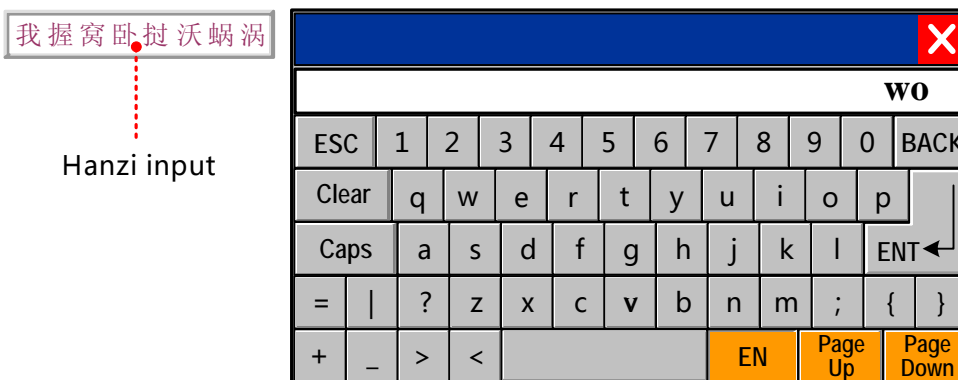 我握窝卧挝沃蜗涡
Hanzi input
wo
ESC 1 2 3 4 5 6 7 8 9 0 BACK
Clear q w e r t y u i o p
Caps a s d f g h j k l ENT
= | ? z x c v b n m ; { }
+ _ > < EN Page Up Page Down